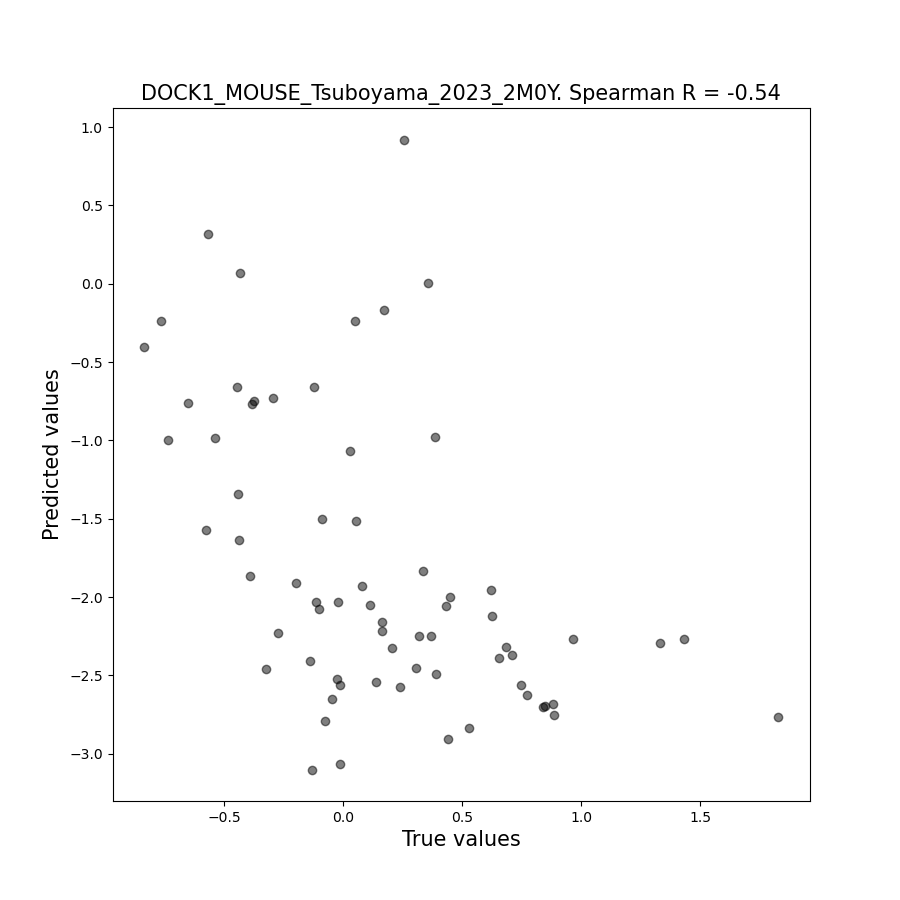 DOCK1_MOUSE_Tsuboyama_2023_2M0Y. Spearman R = -0.54
1.0
0.5
0.0
−0.5
−1.0
−1.5
−2.0
−2.5
−3.0
Predicted values
−0.5 0.0 0.5 1.0 1.5
True values